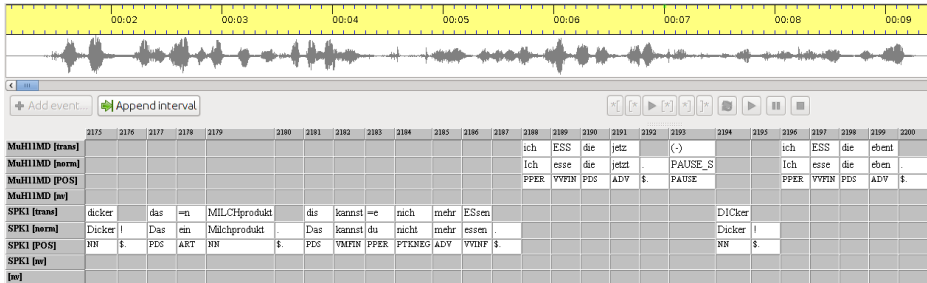 00:02 00:03 00:04 00:05 00:06 00:07 00:08 00:09
Add event... Append interval
2175 2176 2177 2178 2179 2180 2181 2182 2183 2184 2185 2186 2187 2188 2189 2190 2191 2192 2193 2194 2195 2196 2197 2198 2199 2200
MuH11MD [trans] ich ESS die jetz (-) ich ESS die ebent
MuH11MD [norm] Ich esse die jetzt . PAUSE_S Ich esse die eben .
MuH11MD [POS] PPER VVFIN PDS ADV $. PAUSE PPER VVFIN PDS ADV $.
MuH11MD [nv]
SPK1 [trans] dicker das =n MILCHprodukt dis kannst =e nich mehr ESsen DICker
SPK1 [norm] Dicker ! Das ein Milchprodukt . Das kannst du nicht mehr essen . Dicker !
SPK1 [POS] NN $. PDS ART NN $. PDS VMFIN PPER PTKNEG ADV VVINF $. NN $.
SPK1 [nv]
[nv]